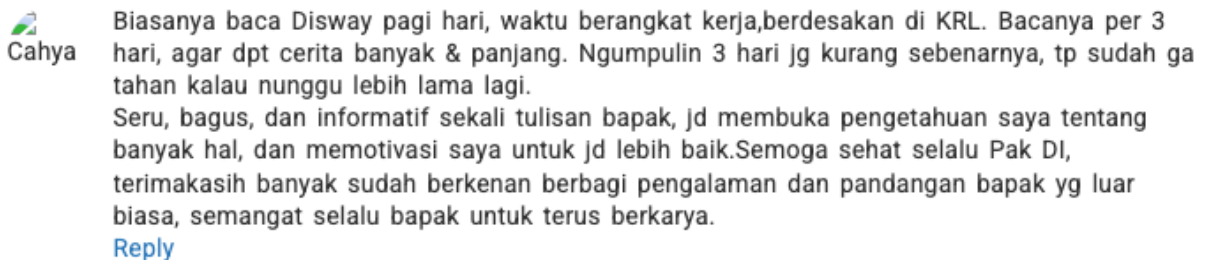 Cahya
Biasanya baca Disway pagi hari, waktu berangkat kerja,berdesakan di KRL. Bacanya per 3
hari, agar dpt cerita banyak & panjang. Ngumpulin 3 hari jg kurang sebenarnya, tp sudah ga
tahan kalau nunggu lebih lama lagi.
Seru, bagus, dan informatif sekali tulisan bapak, jd membuka pengetahuan saya tentang
banyak hal, dan memotivasi saya untuk jd lebih baik.Semoga sehat selalu Pak DI,
terimakasih banyak sudah berkenan berbagi pengalaman dan pandangan bapak yg luar
biasa, semangat selalu bapak untuk terus berkarya.
Reply